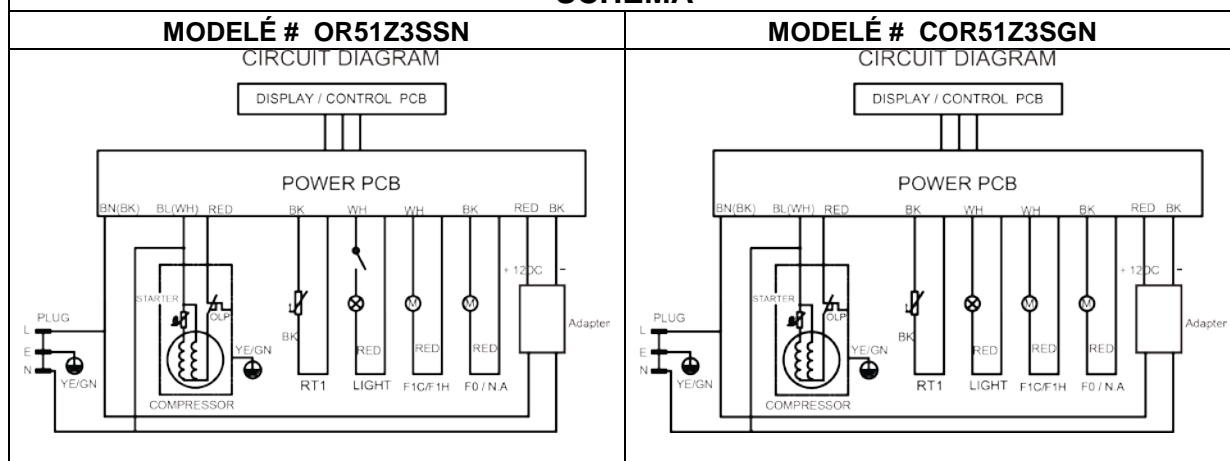 MODELÉ #  OR51Z3SSN
CIRCUIT DIAGRAM
DISPLAY / CONTROL PCB
POWER PCB
BN(BK) BL(WH) RED BK WH WH BK RED BK
+ 12DC -
STARTER
OLP
PLUG
L
E
N
YE/GN
YE/GN
COMPRESSOR
BK
RED RED RED
Adapter
RT1 LIGHT F1C/F1H F0 / N.A
MODELÉ #  COR51Z3SGN
CIRCUIT DIAGRAM
DISPLAY / CONTROL PCB
POWER PCB
BN(BK) BL(WH) RED BK WH WH BK RED BK
+ 12DC -
STARTER
OLP
PLUG
L
E
N
YE/GN
YE/GN
COMPRESSOR
BK
RED RED RED
Adapter
RT1 LIGHT F1C/F1H F0 / N.A
M
M
M
M